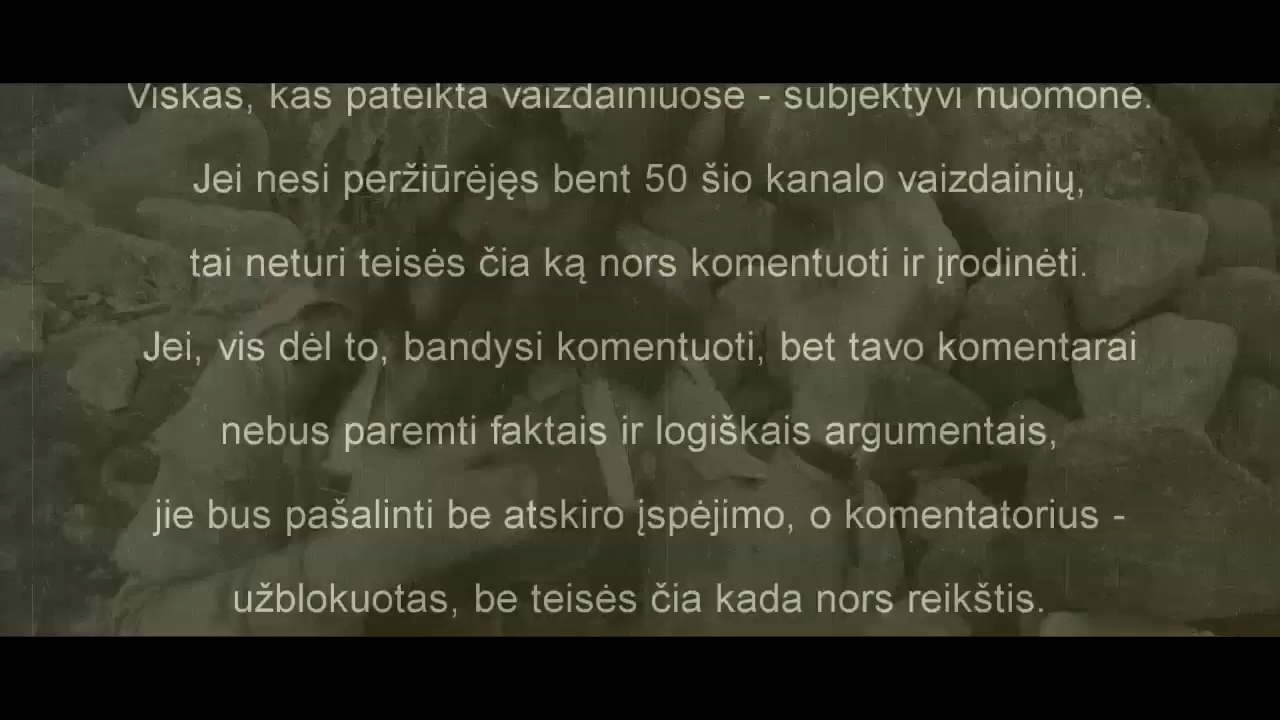 Viskas, kas pateikta vaizdainiuose - subjektyvi nuomonė.
Jei nesi peržiūrėjęs bent 50 šio kanalo vaizdainių,
tai neturi teisės čia ką nors komentuoti ir įrodinėti.
Jei, vis dėl to, bandysi komentuoti, bet tavo komentarai
nebus paremti faktais ir logiškais argumentais,
jie bus pašalinti be atskiro įspėjimo, o komentatorius -
užblokuotas, be teisės čia kada nors reikštis.